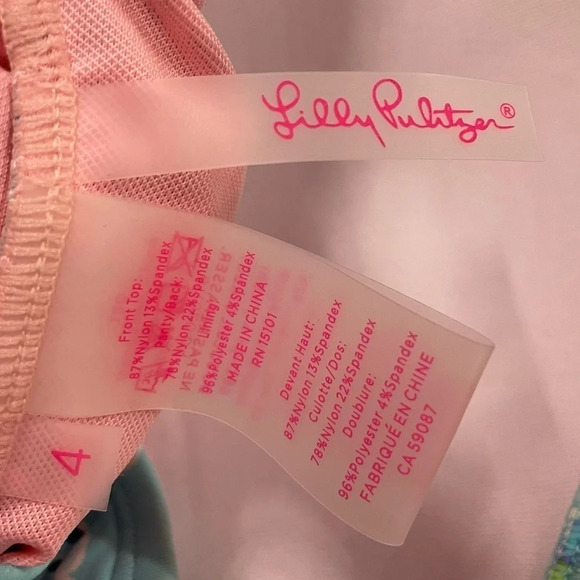 Lilly Pulitzer®
Front Top:
87%Nylon 13%Spandex
Panty/Back:
78%Nylon 22%Spandex
Lining:
96%Polyester 4%Spandex
MADE IN CHINA
RN 15101
Devant Haut:
87%Nylon 13%Spandex
Culotte/Dos:
78%Nylon 22%Spandex
Doublure:
96%Polyester 4%Spandex
FABRIQUÉ EN CHINE
CA 59087
4